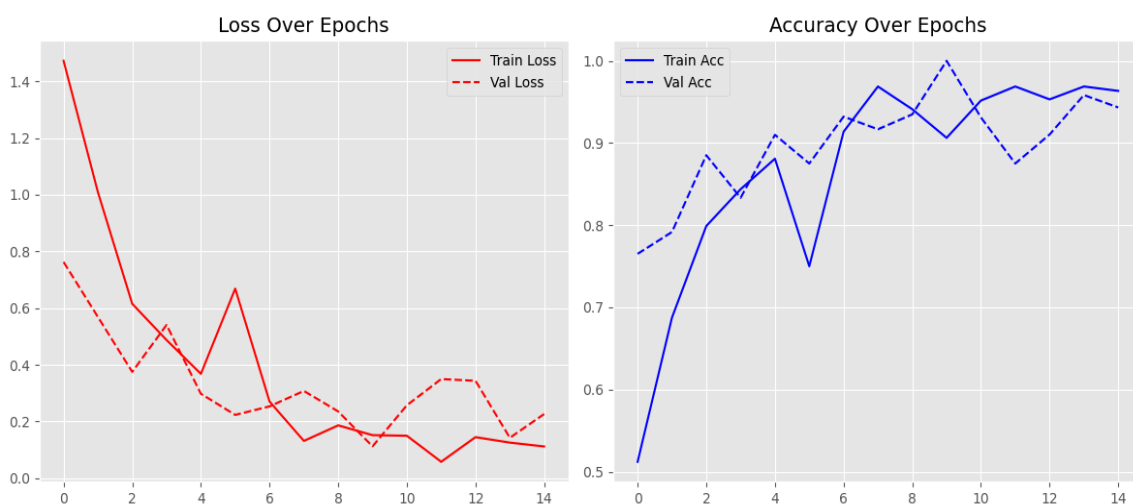 Loss Over Epochs
Train Loss
Val Loss
1.4
1.2
1.0
0.8
0.6
0.4
0.2
0.0
0 2 4 6 8 10 12 14
Accuracy Over Epochs
Train Acc
Val Acc
1.0
0.9
0.8
0.7
0.6
0.5
0 2 4 6 8 10 12 14